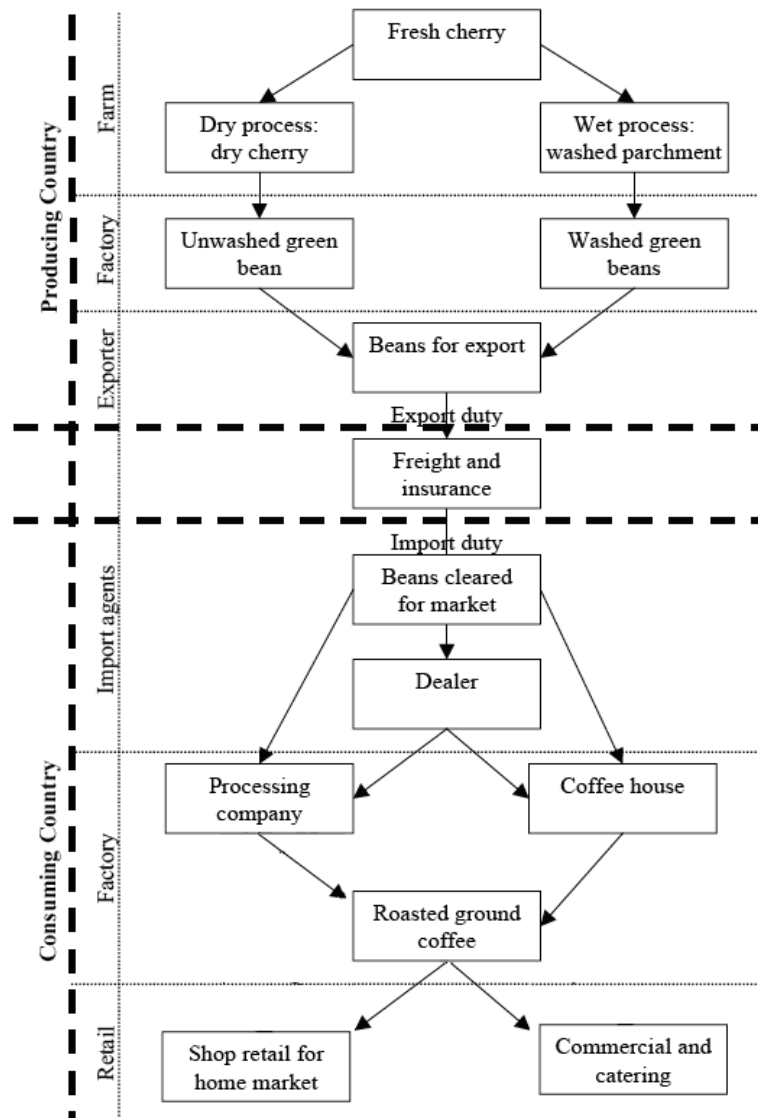 Producing Country
Farm
Fresh cherry
Dry process:
dry cherry
Wet process:
washed parchment
Factory
Unwashed green
bean
Washed green
beans
Exporter
Beans for export
Export duty
Freight and
insurance
Import duty
Consuming Country
Import agents
Beans cleared
for market
Dealer
Factory
Processing
company
Coffee house
Roasted ground
coffee
Retail
Shop retail for
home market
Commercial and
catering